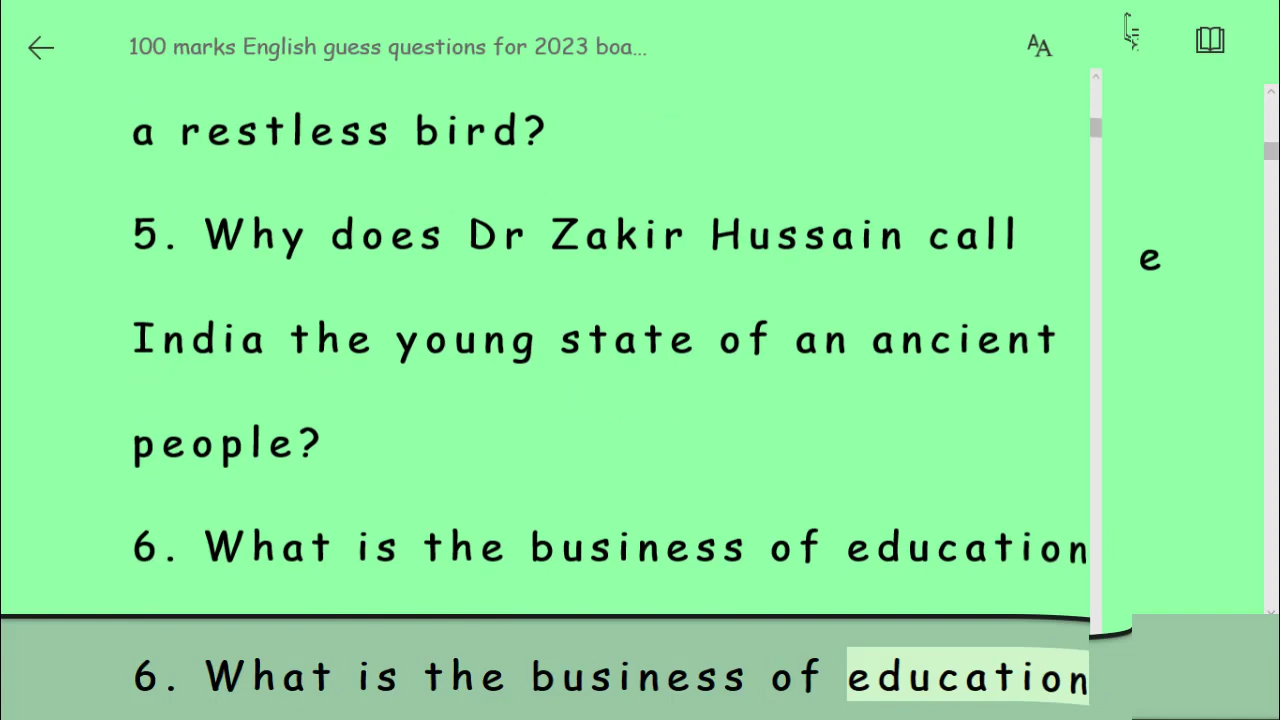 100 marks English guess questions for 2023 boa...
a restless bird?
5. Why does Dr Zakir Hussain call
e
India the young state of an ancient
people?
6. What is the business of education
6. What is the business of education